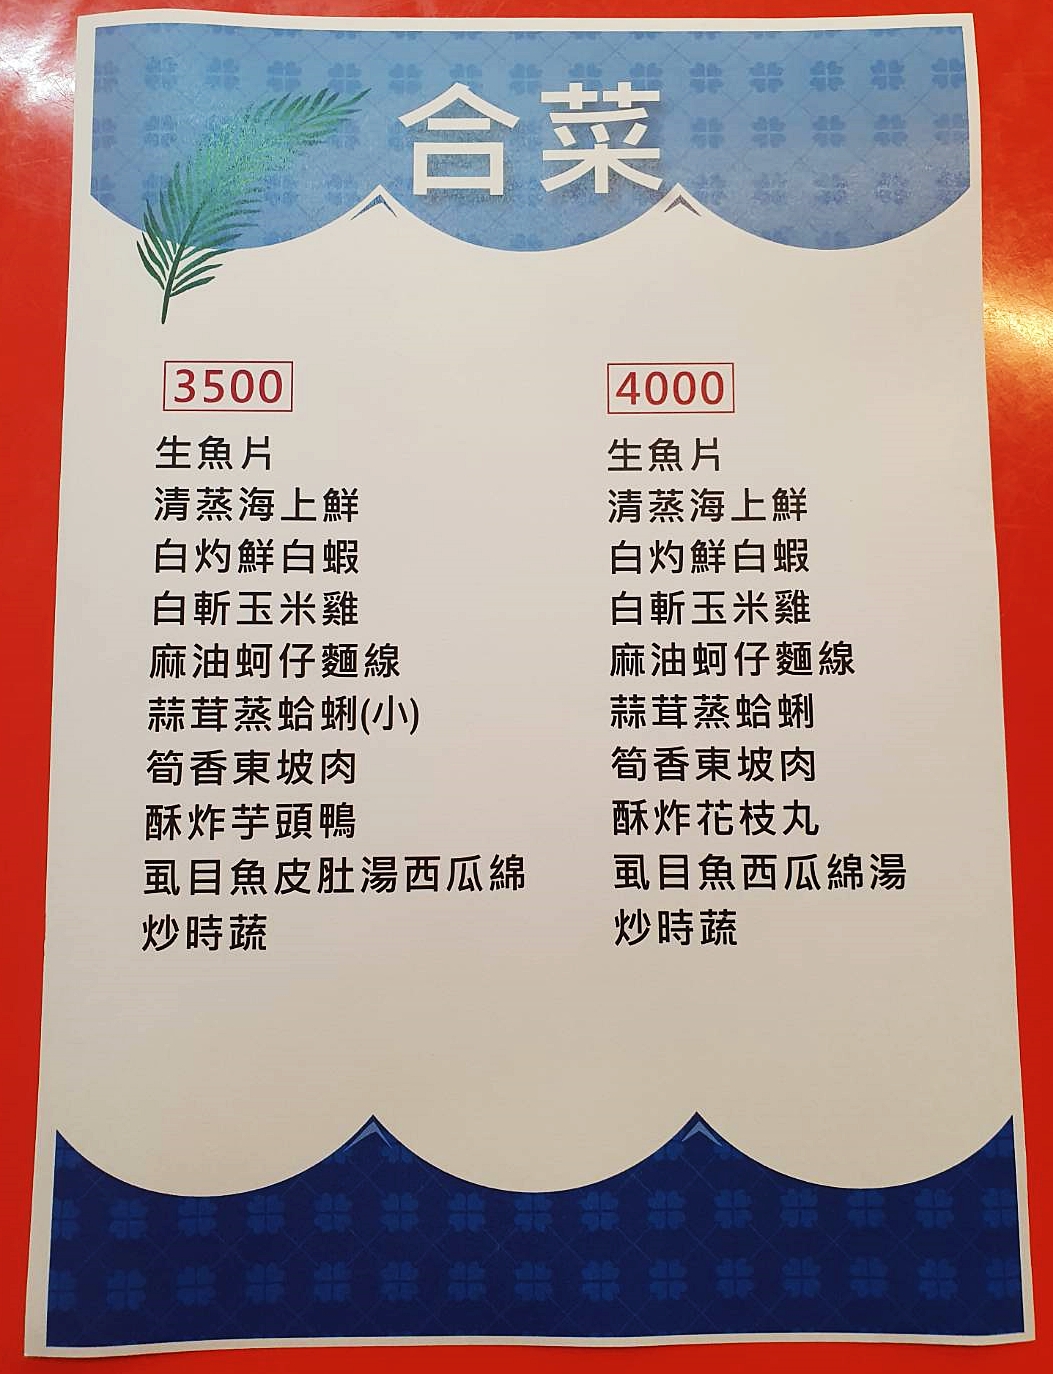 合菜
3500
生魚片
清蒸海上鮮
白灼鮮白蝦
白斬玉米雞
麻油蚵仔麵線
蒜茸蒸蛤蜊(小)
筍香東坡肉
酥炸芋頭鴨
虱目魚皮肚湯西瓜綿
炒時蔬
4000
生魚片
清蒸海上鮮
白灼鮮白蝦
白斬玉米雞
麻油蚵仔麵線
蒜茸蒸蛤蜊
筍香東坡肉
酥炸花枝丸
虱目魚西瓜綿湯
炒時蔬